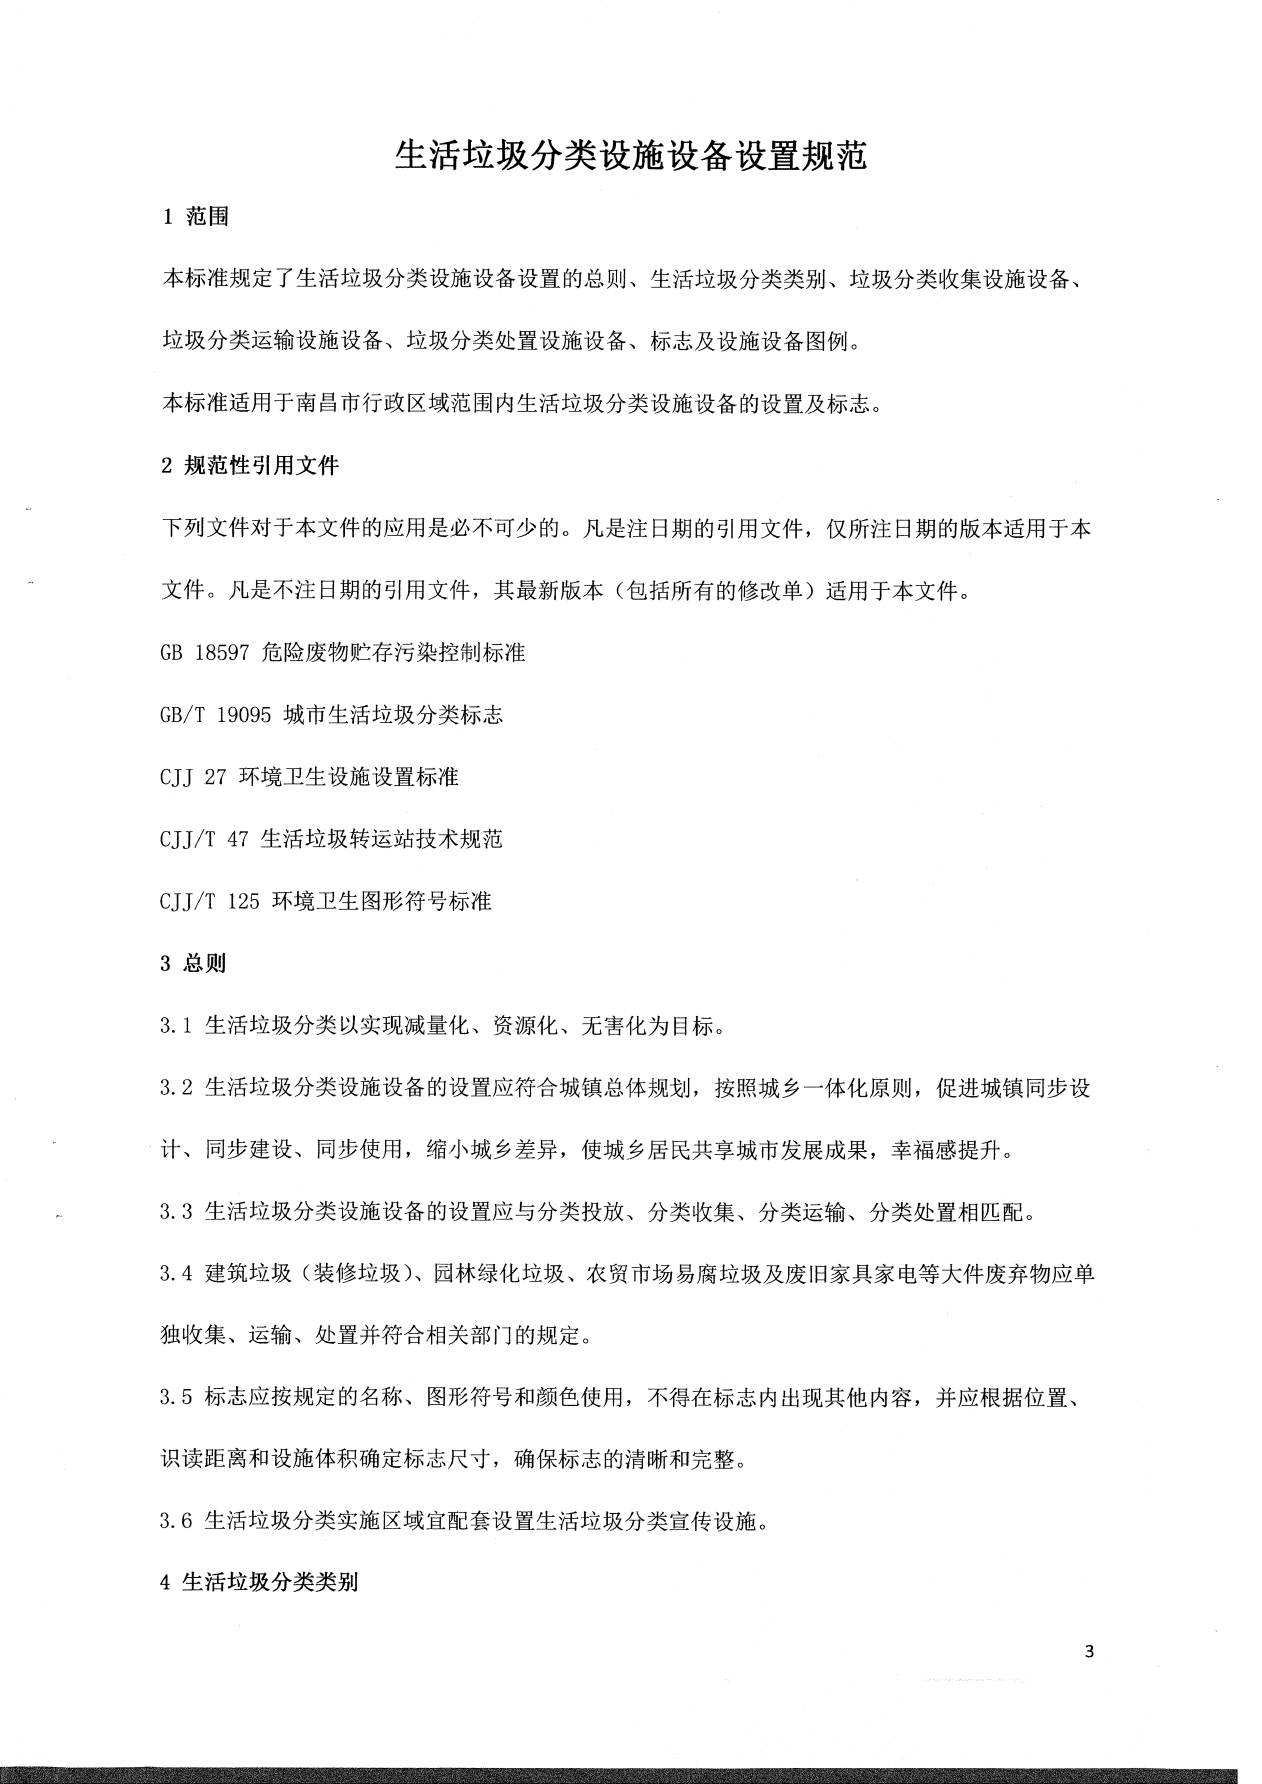 生活垃圾分类设施设备设置规范
1 范围
本标准规定了生活垃圾分类设施设备设置的总则、生活垃圾分类类别、垃圾分类收集设施设备、
垃圾分类运输设施设备、垃圾分类处置设施设备、标志及设施设备图例。
本标准适用于南昌市行政区域范围内生活垃圾分类设施设备的设置及标志。
2 规范性引用文件
下列文件对于本文件的应用是必不可少的。凡是注日期的引用文件，仅所注日期的版本适用于本
文件。凡是不注日期的引用文件，其最新版本（包括所有的修改单）适用于本文件。
GB 18597 危险废物贮存污染控制标准
GB/T 19095 城市生活垃圾分类标志
CJJ 27 环境卫生设施设置标准
CJJ/T 47 生活垃圾转运站技术规范
CJJ/T 125 环境卫生图形符号标准
3 总则
3.1 生活垃圾分类以实现减量化、资源化、无害化为目标。
3.2 生活垃圾分类设施设备的设置应符合城镇总体规划，按照城乡一体化原则，促进城镇同步设
计、同步建设、同步使用，缩小城乡差异，使城乡居民共享城市发展成果，幸福感提升。
3.3 生活垃圾分类设施设备的设置应与分类投放、分类收集、分类运输、分类处置相匹配。
3.4 建筑垃圾（装修垃圾）、园林绿化垃圾、农贸市场易腐垃圾及废旧家具家电等大件废弃物应单
独收集、运输、处置并符合相关部门的规定。
3.5 标志应按规定的名称、图形符号和颜色使用，不得在标志内出现其他内容，并应根据位置、
识读距离和设施体积确定标志尺寸，确保标志的清晰和完整。
3.6 生活垃圾分类实施区域宜配套设置生活垃圾分类宣传设施。
4 生活垃圾分类类别
3